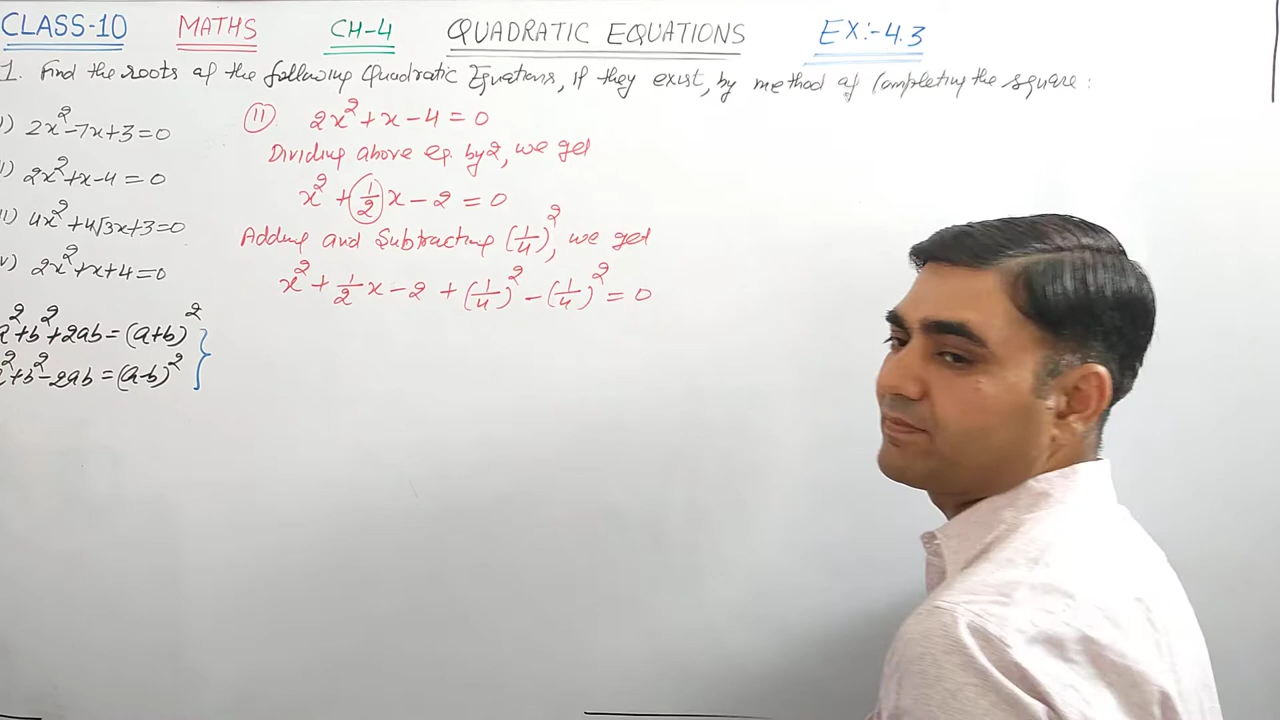 CLASS-10 MATHS CH-4 QUADRATIC EQUATIONS EX:-4.3
1. Find the roots of the following Quadratic Equations, if they exist, by method of Completing the square:
) 2x²-7x+3=0
) 2x²+x-4=0
) 4x²+4√3x+3=0
v) 2x²+x+4=0
a²+b²+2ab=(a+b)²
a²+b²-2ab=(a-b)²
(II) 2x²+x-4=0
Dividing above eq. by 2, we get
x²+1/2x-2=0
Adding and Subtracting (1/4)², we get
x²+1/2x-2+(1/4)²-(1/4)²=0